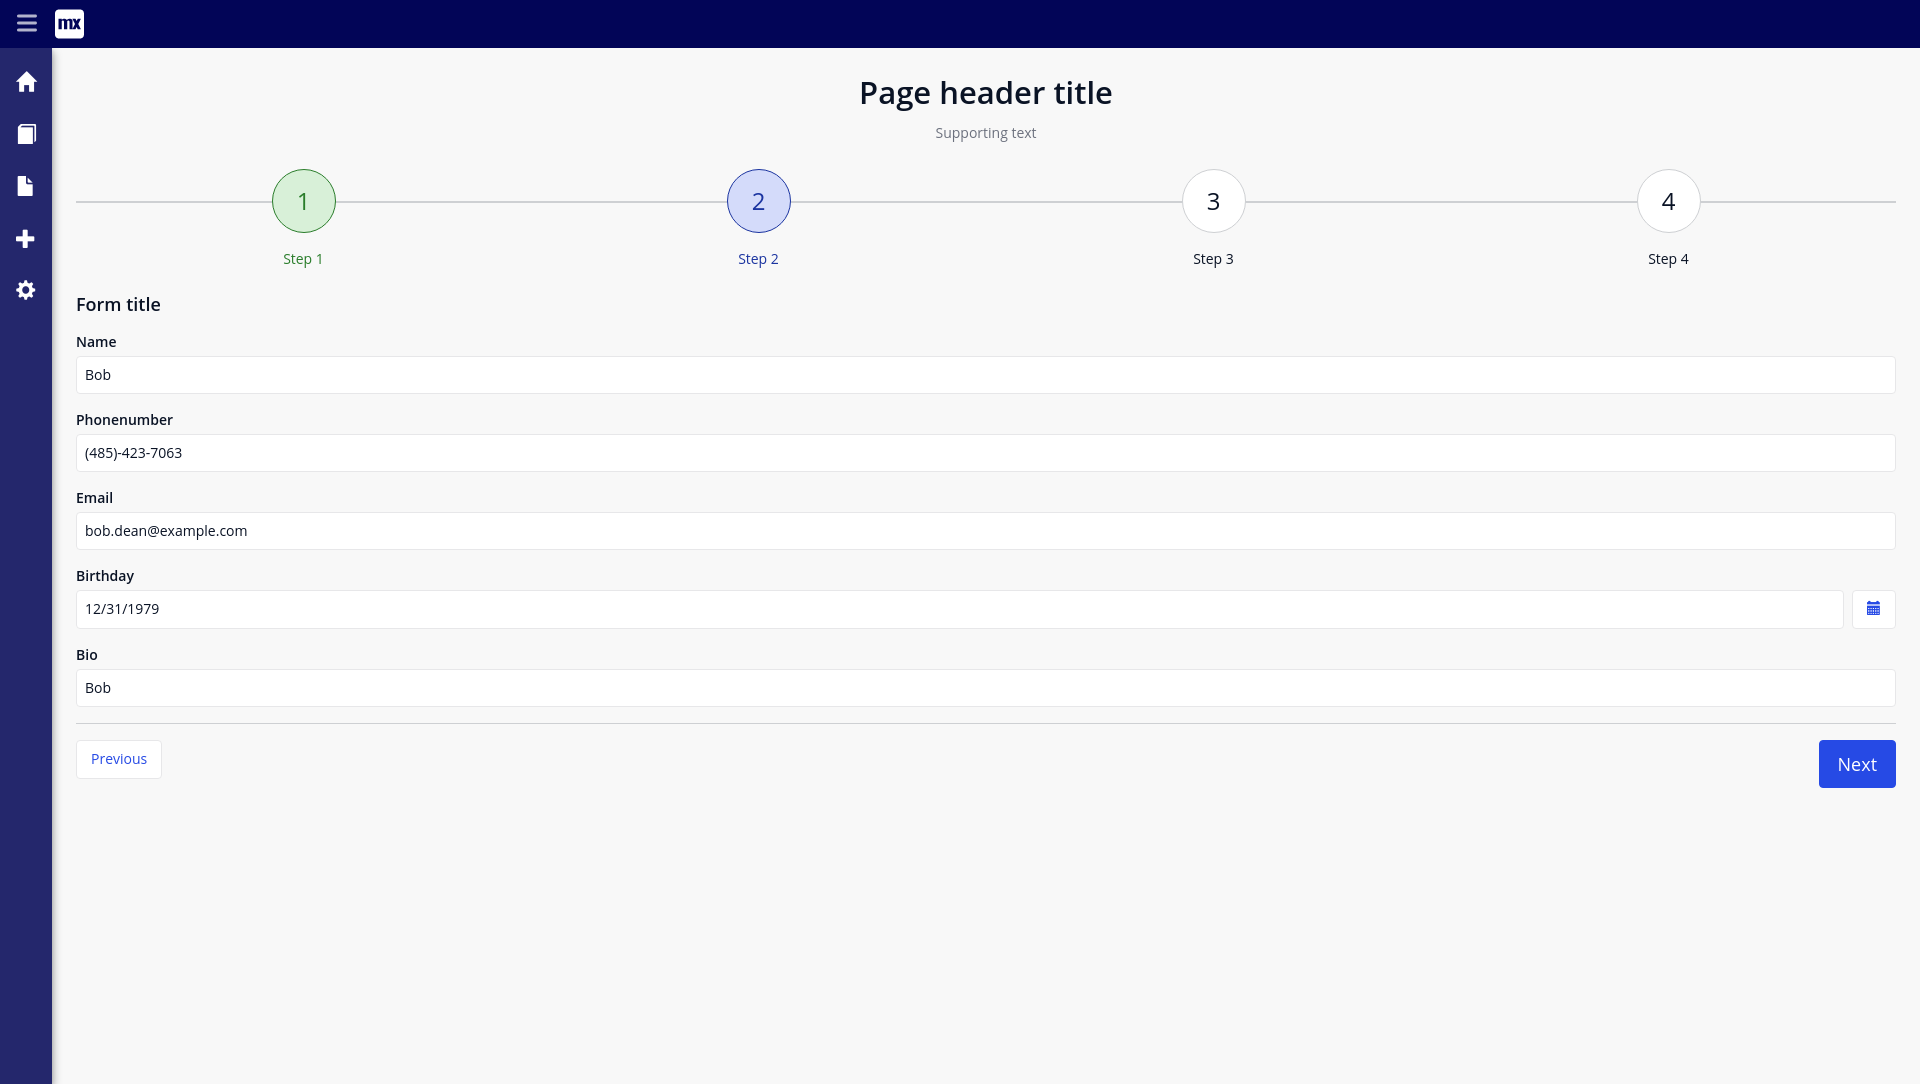 mx
Page header title
Supporting text
1
2
3
4
Step 1
Step 2
Step 3
Step 4
Form title
Name
Bob
Phonenumber
(485)-423-7063
Email
bob.dean@example.com
Birthday
12/31/1979
Bio
Bob
Previous
Next